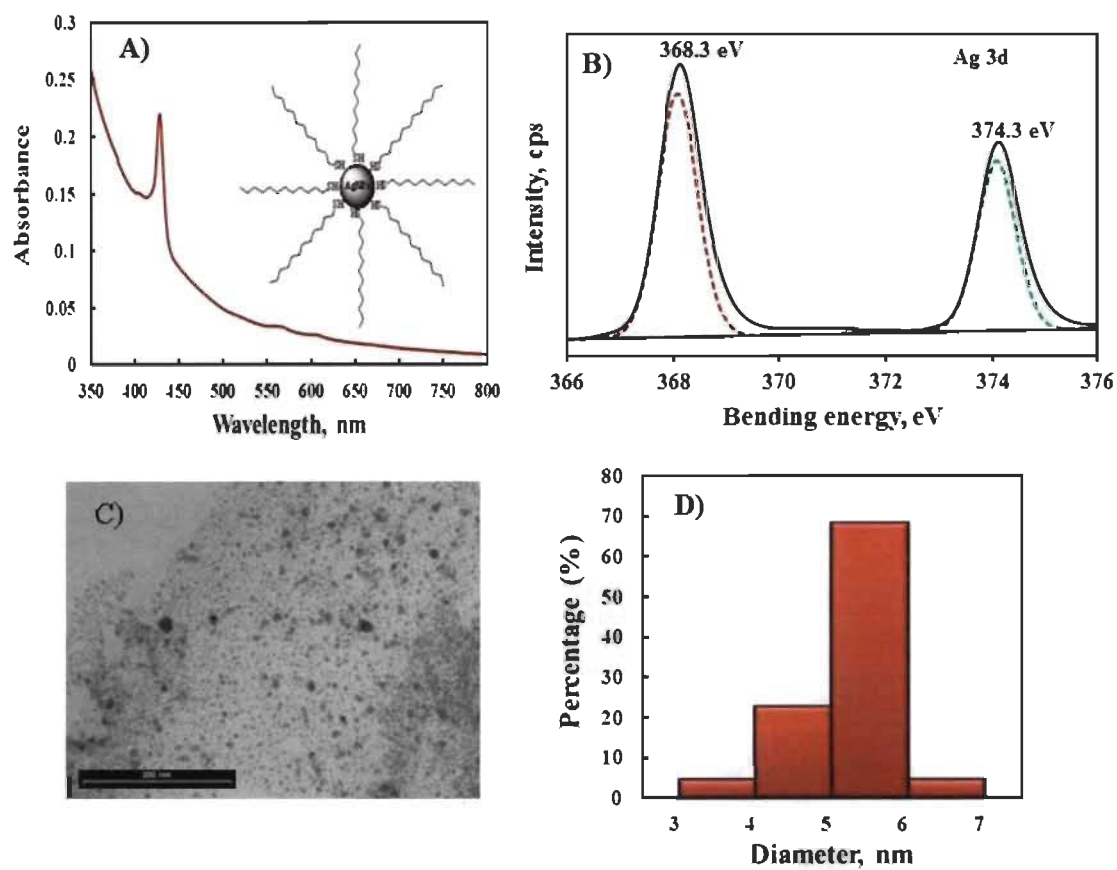 A)
0.3
0.25
0.2
0.15
0.1
0.05
0
350 400 450 500 550 600 650 700 750 800
Absorbance
Wavelength, nm
B)
368.3 eV
Ag 3d
374.3 eV
Intensity, cps
366 368 370 372 374 376
Bending energy, eV
C)
D)
80
70
60
50
40
30
20
10
0
3 4 5 6 7
Percentage (%)
Diameter, nm